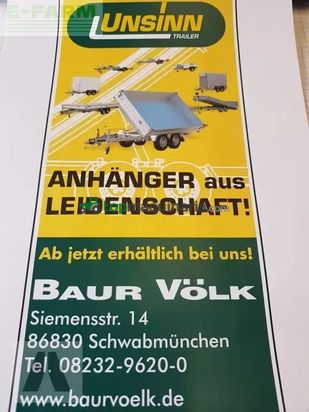 E-FARM
UNSINN
TRAILER
ANHÄNGER aus
LEIDENSCHAFT!
Ab jetzt erhältlich bei uns!
BAUR VÖLK
Siemensstr. 14
86830 Schwabmünchen
Tel. 08232-9620-0
www.baurvoelk.de